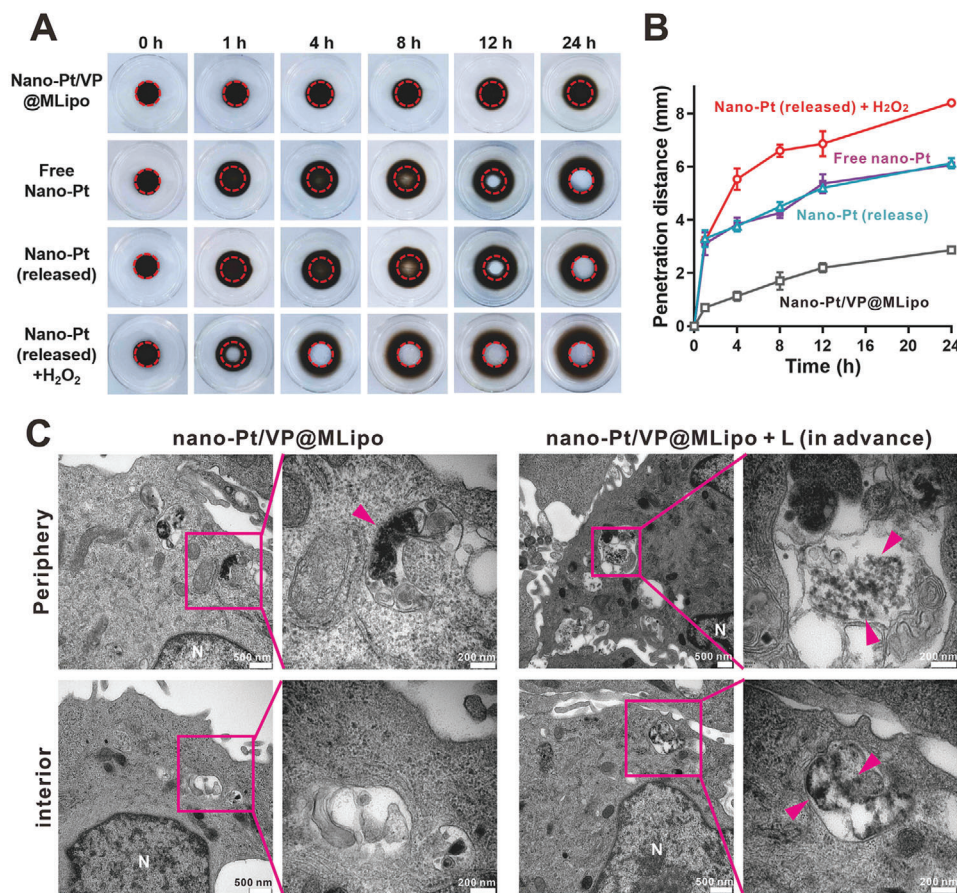 A
0 h 1 h 4 h 8 h 12 h 24 h
Nano-Pt/VP
@MLipo
Free
Nano-Pt
Nano-Pt
(released)
Nano-Pt
(released)
+H₂O₂
B
Penetration distance (mm)
8
6
4
2
0
Nano-Pt (released) + H₂O₂
Free nano-Pt
Nano-Pt (release)
Nano-Pt/VP@MLipo
0 4 8 12 16 20 24
Time (h)
C
nano-Pt/VP@MLipo
nano-Pt/VP@MLipo + L (in advance)
Periphery
N
500 nm
200 nm
N
500 nm
200 nm
interior
N
500 nm
200 nm
N
500 nm
200 nm